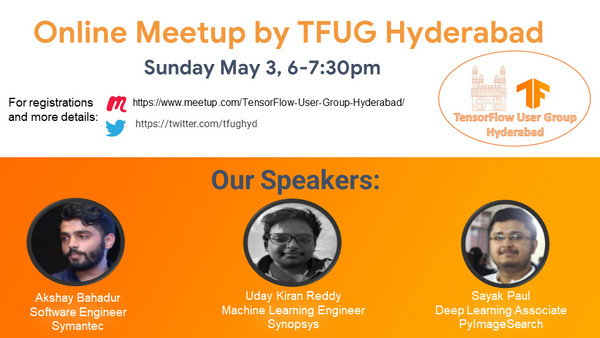 Online Meetup by TFUG Hyderabad
Sunday May 3, 6-7:30pm
For registrations
and more details:
https://www.meetup.com/TensorFlow-User-Group-Hyderabad/
https://twitter.com/tfughyd
TensorFlow User Group
Hyderabad
Our Speakers:
Akshay Bahadur
Software Engineer
Symantec
Uday Kiran Reddy
Machine Learning Engineer
Synopsys
Sayak Paul
Deep Learning Associate
PyImageSearch